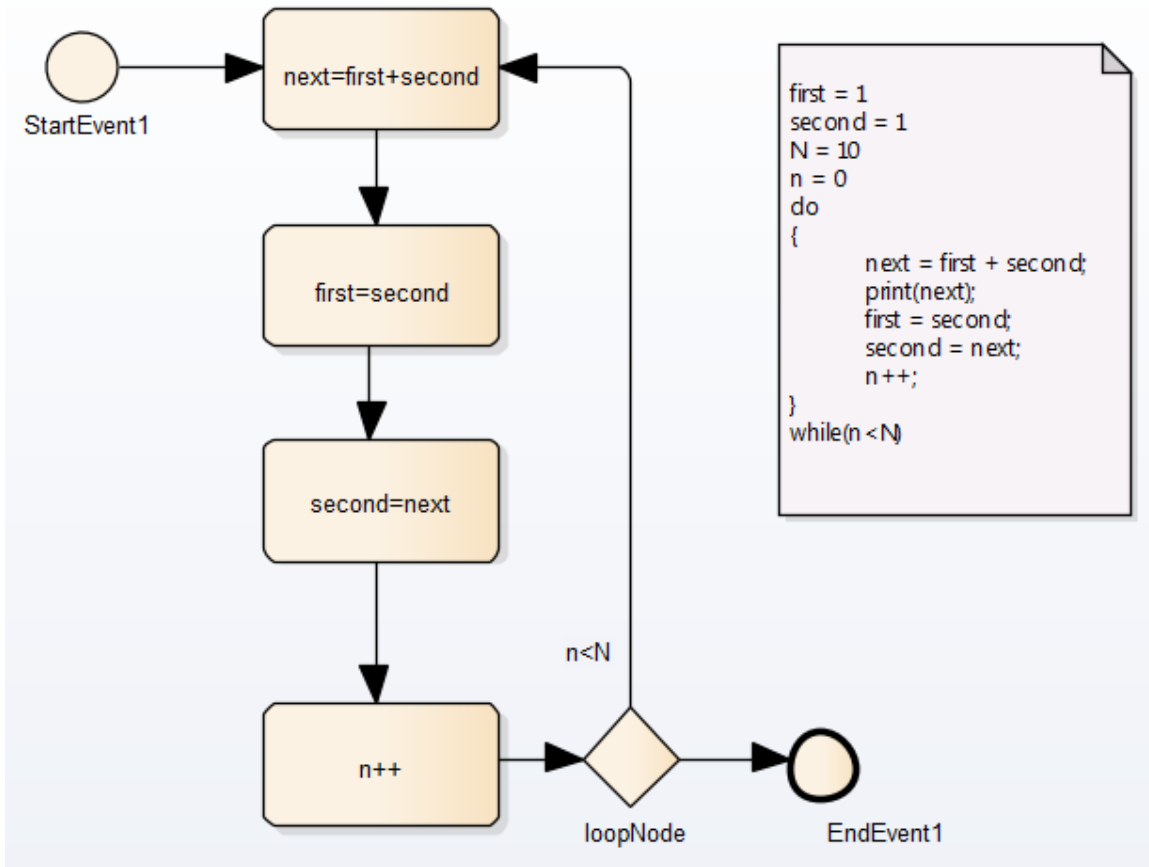 next=first+second
StartEvent1
first=second
second=next
n<N
n++
loopNode
EndEvent1
first = 1
second = 1
N = 10
n = 0
do
{
next = first + second;
print(next);
first = second;
second = next;
n++;
}
while(n<N)